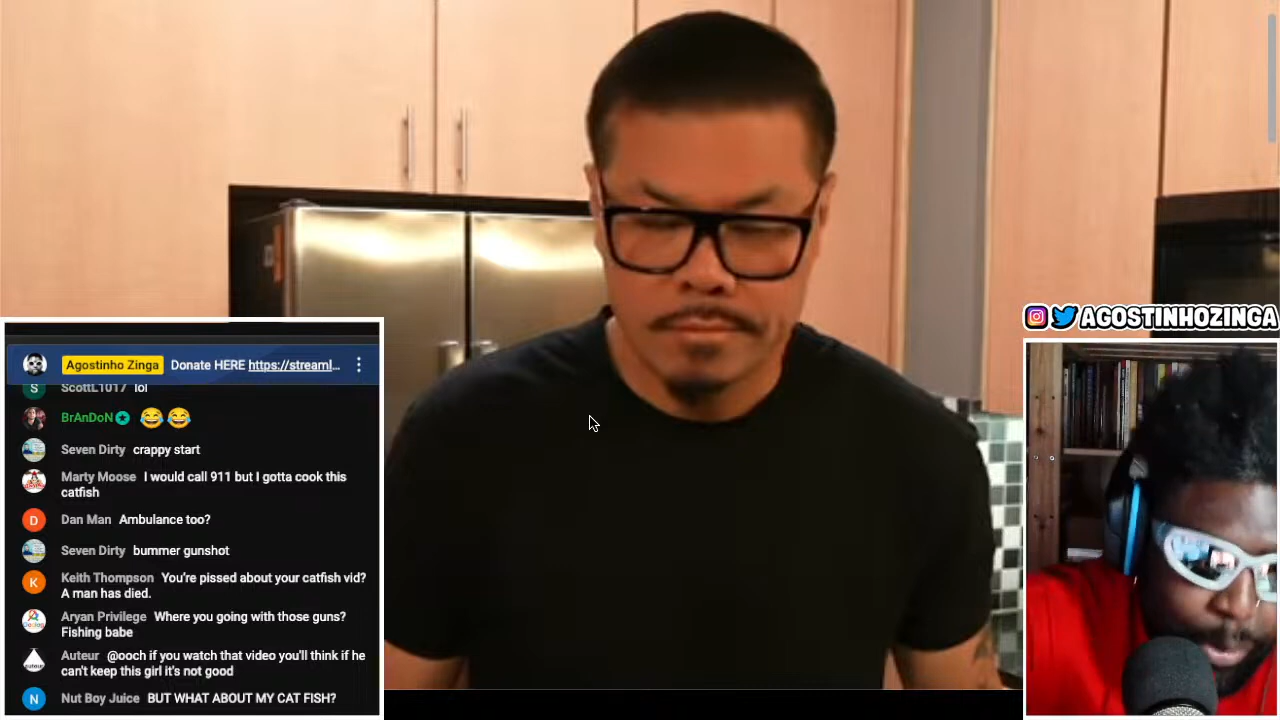 AGOSTINHOZINGA
Agostinho Zinga Donate HERE https://streaml...
S ScottL1017 lol
BrAnDoN
Seven Dirty crappy start
Marty Moose I would call 911 but I gotta cook this
catfish
D Dan Man Ambulance too?
Seven Dirty bummer gunshot
K Keith Thompson You're pissed about your catfish vid?
A man has died.
Aryan Privilege Where you going with those guns?
Fishing babe
Auteur @ooch if you watch that video you'll think if he
can't keep this girl it's not good
N Nut Boy Juice BUT WHAT ABOUT MY CAT FISH?